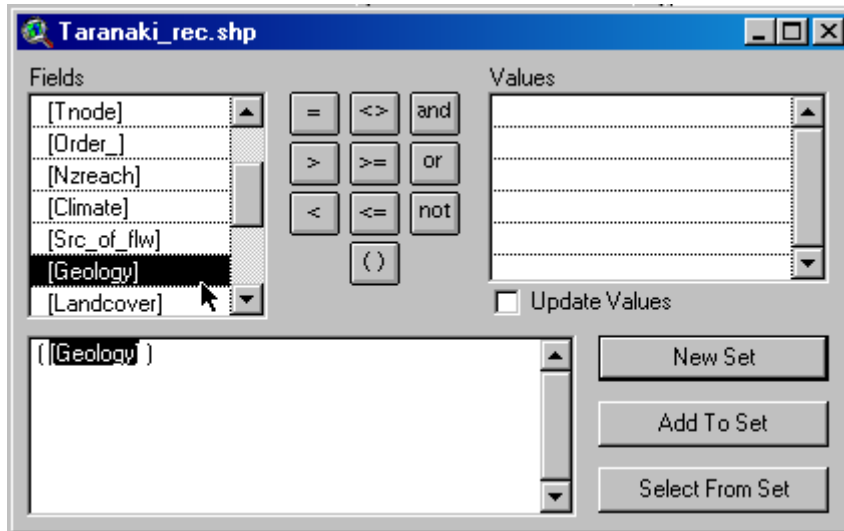 Taranaki_rec.shp
Fields
Values
[Tnode]
[Order_]
[Nzreach]
[Climate]
[Src_of_flw]
[Geology]
[Landcover]
= <> and
> >= or
< <= not
( )
Update Values
( [Geology] )
New Set
Add To Set
Select From Set